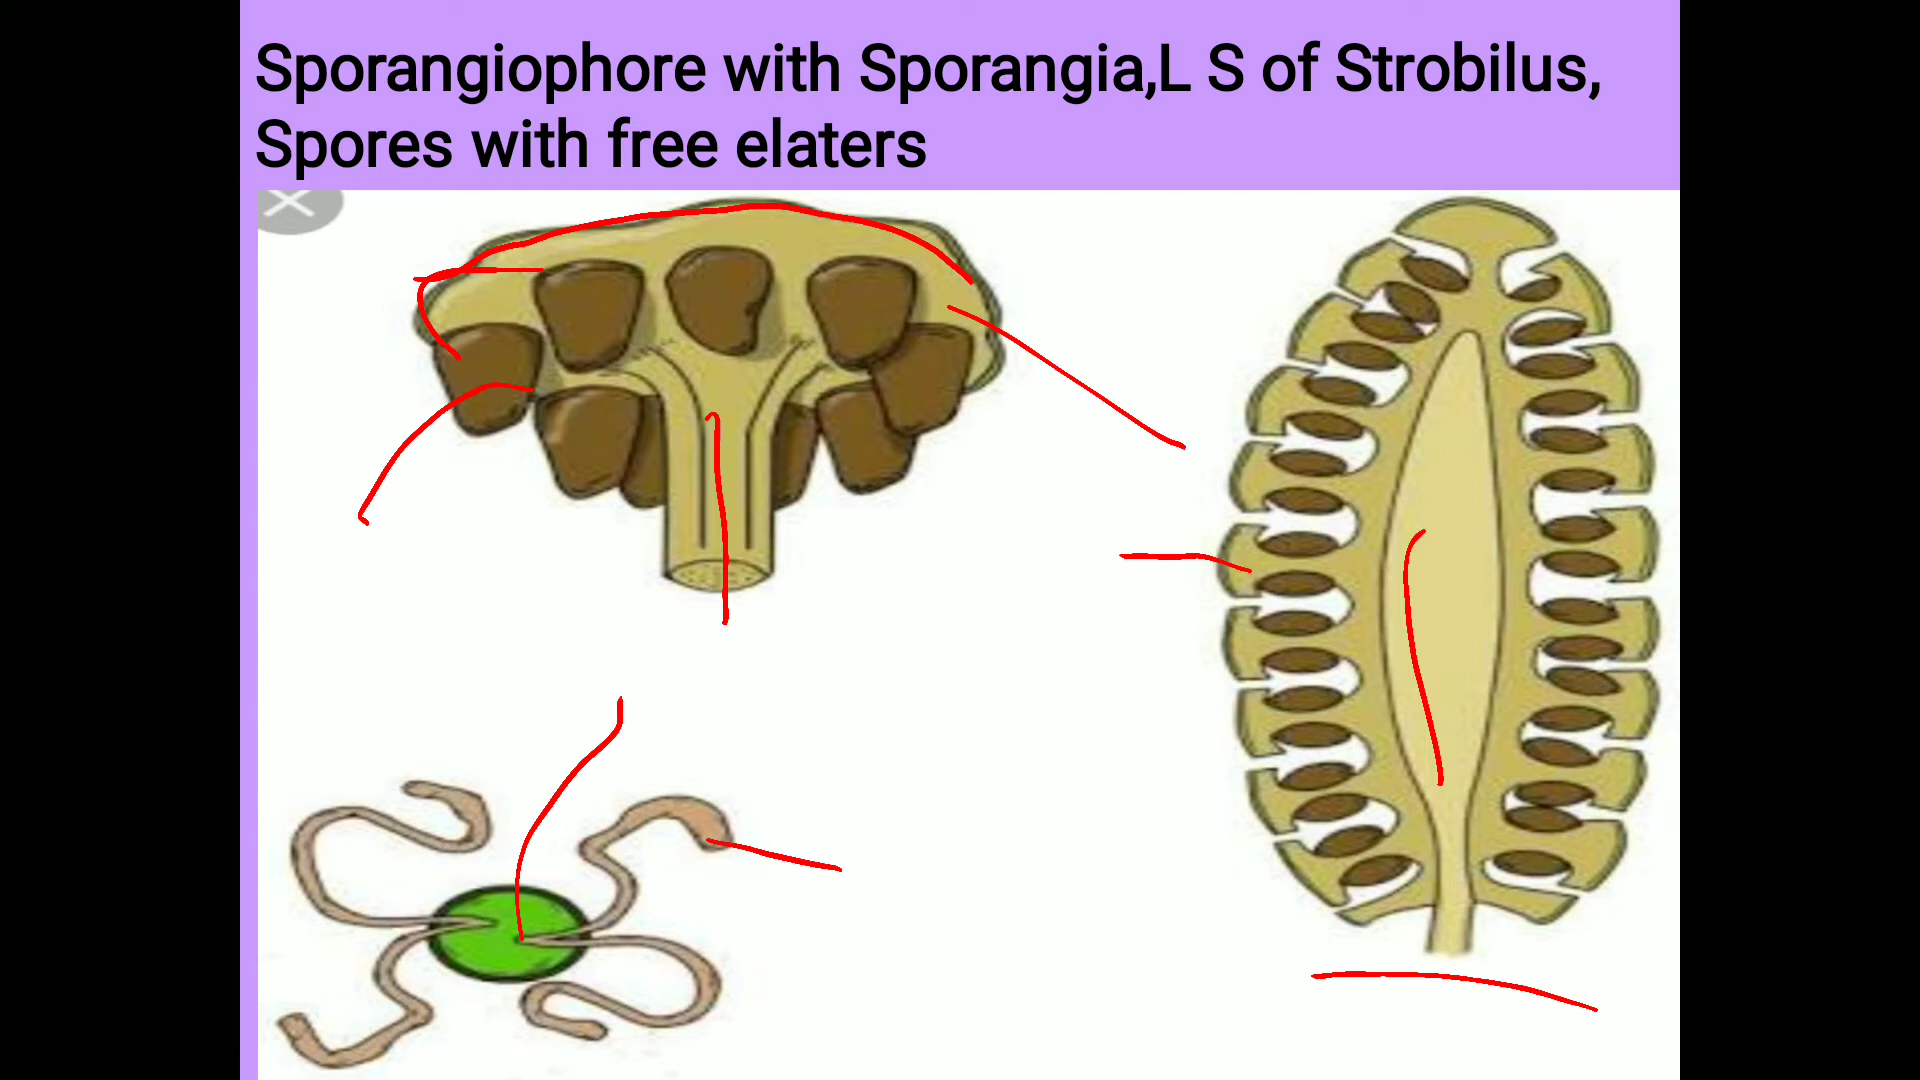 Sporangiophore with Sporangia,L S of Strobilus,
Spores with free elaters